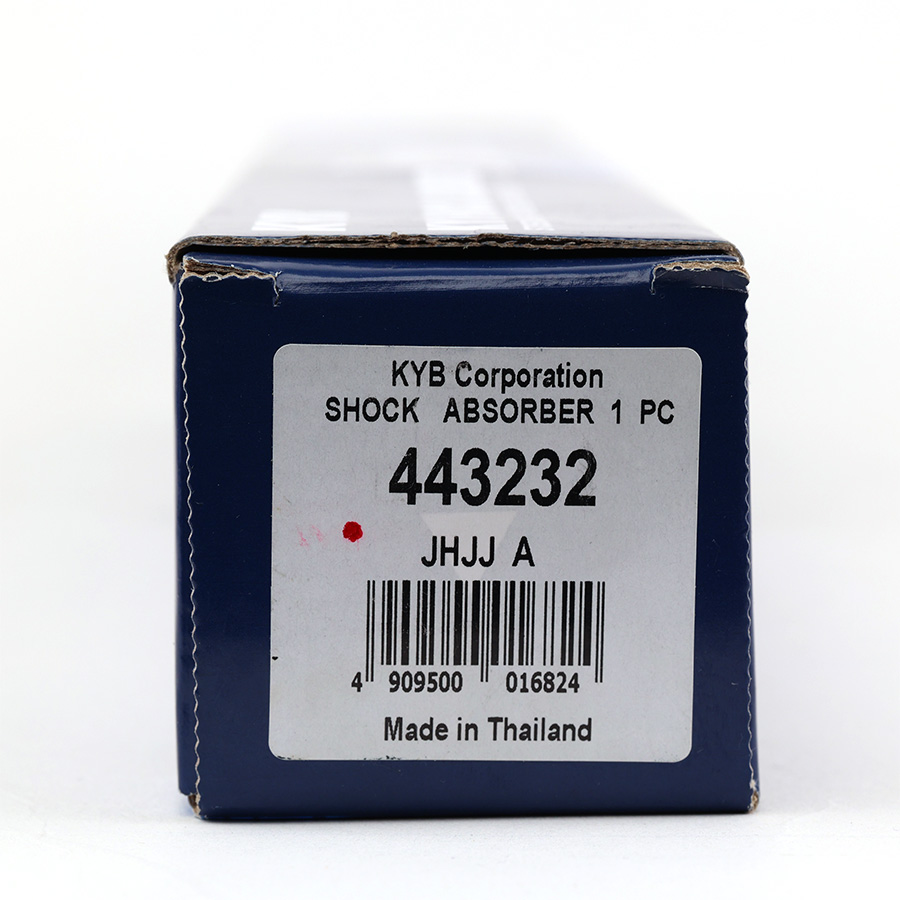 KYB Corporation
SHOCK ABSORBER 1 PC
443232
JHJJ A
4 909500 016824
Made in Thailand